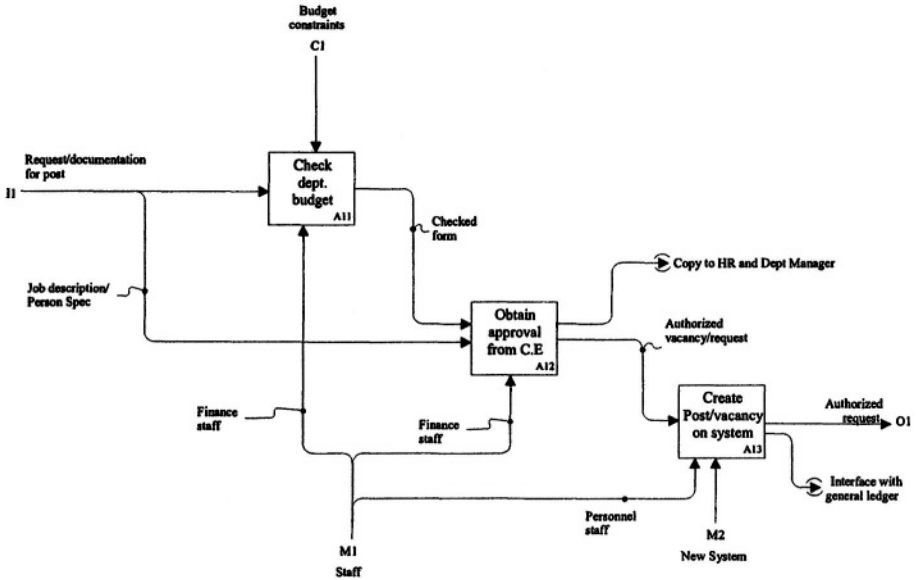 Budget
constraints
C1
Request/documentation
for post
I1
Check
dept.
budget
A11
Checked
form
Job description/
Person Spec
Copy to HR and Dept Manager
Obtain
approval
from C.E
A12
Authorized
vacancy/request
Finance
staff
Finance
staff
Create
Post/vacancy
on system
A13
Authorized
request
O1
Interface with
general ledger
Personnel
staff
M1
Staff
M2
New System